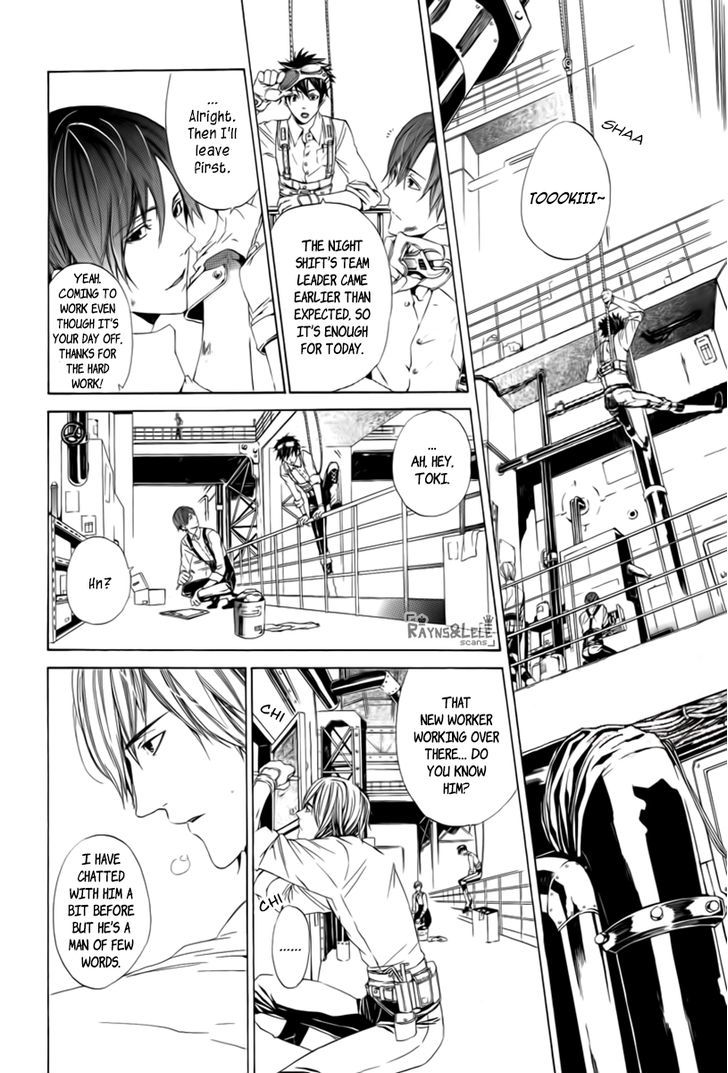 SHAA
TOOOKIII~
THE NIGHT
SHIFT'S TEAM
LEADER CAME
EARLIER THAN
EXPECTED, SO
IT'S ENOUGH
FOR TODAY.
...
Alright.
Then I'll
leave
first.
YEAH.
COMING TO
WORK EVEN
THOUGH IT'S
YOUR DAY OFF,
THANKS FOR
THE HARD
WORK!
...
AH, HEY,
TOKI.
Hn?
RAYNS&LELE
scans
THAT
NEW WORKER
WORKING OVER
THERE... DO
YOU KNOW
HIM?
CHI
CHI
......
I HAVE
CHATTED
WITH HIM A
BIT BEFORE
BUT HE'S A
MAN OF FEW
WORDS.